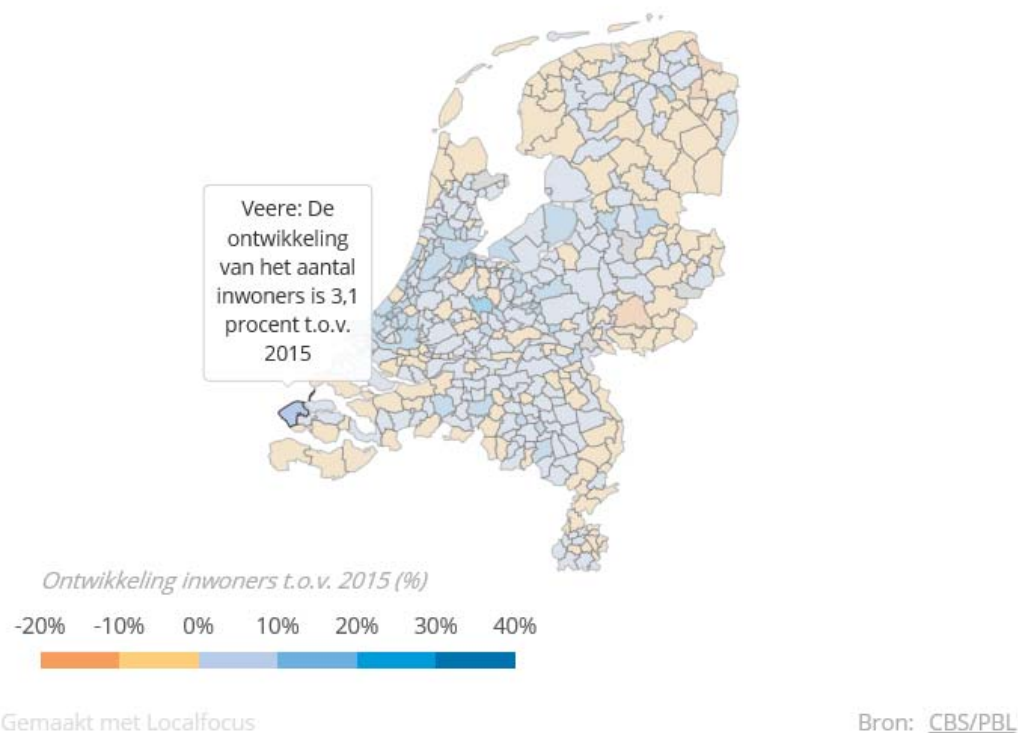 Veere: De
ontwikkeling
van het aantal
inwoners is 3,1
procent t.o.v.
2015
Ontwikkeling inwoners t.o.v. 2015 (%)
-20% -10% 0% 10% 20% 30% 40%
Gemaakt met Localfocus
Bron: CBS/PBL